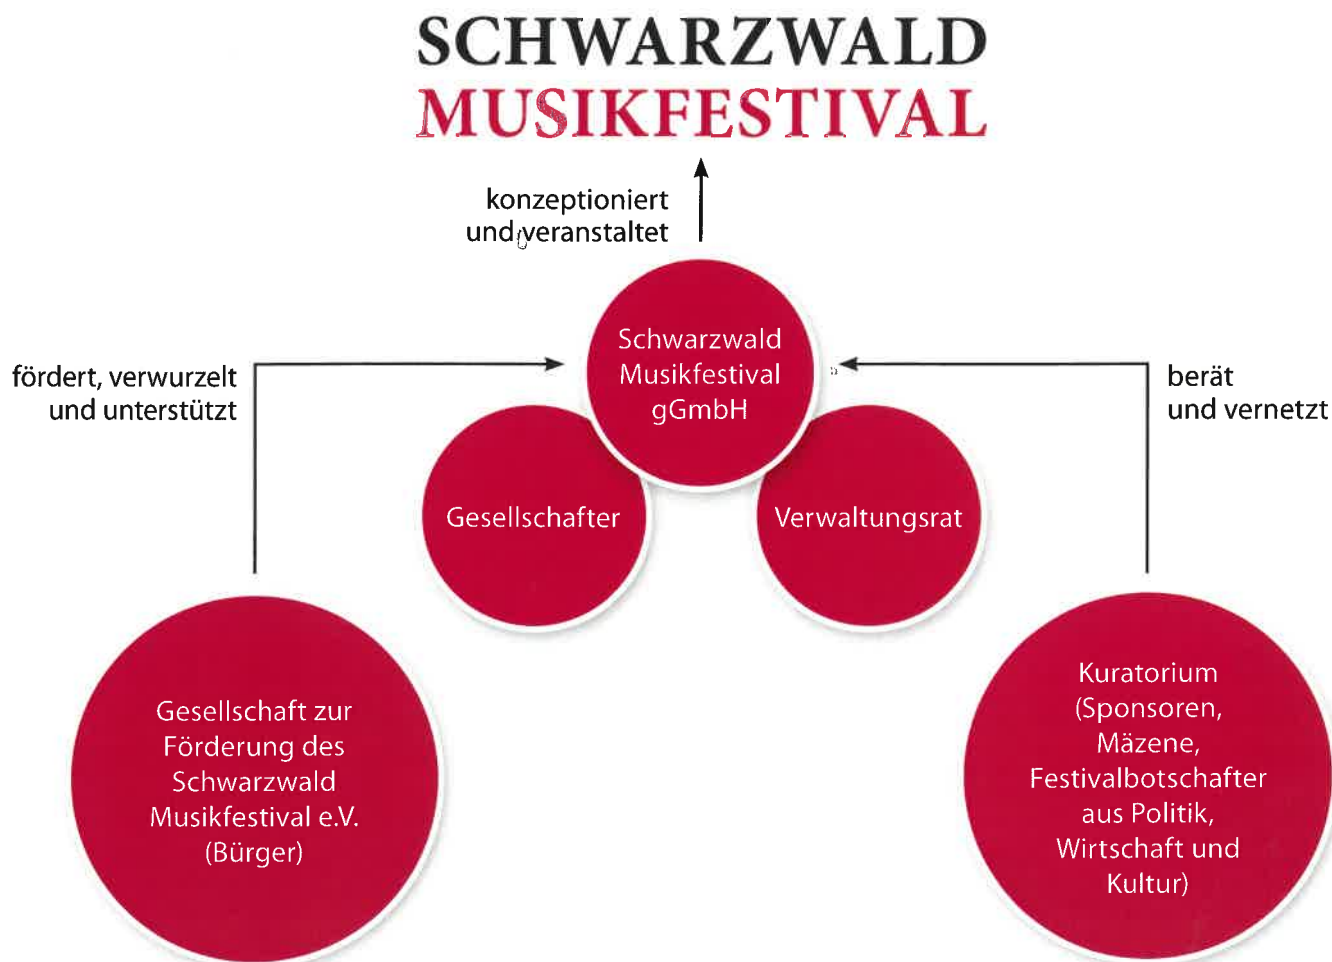 SCHWARZWALD
MUSIKFESTIVAL
konzeptioniert
und veranstaltet
Schwarzwald
Musikfestival
gGmbH
fördert, verwurzelt
und unterstützt
berät
und vernetzt
Gesellschafter
Verwaltungsrat
Gesellschaft zur
Förderung des
Schwarzwald
Musikfestival e.V.
(Bürger)
Kuratorium
(Sponsoren,
Mäzene,
Festivalbotschafter
aus Politik,
Wirtschaft und
Kultur)